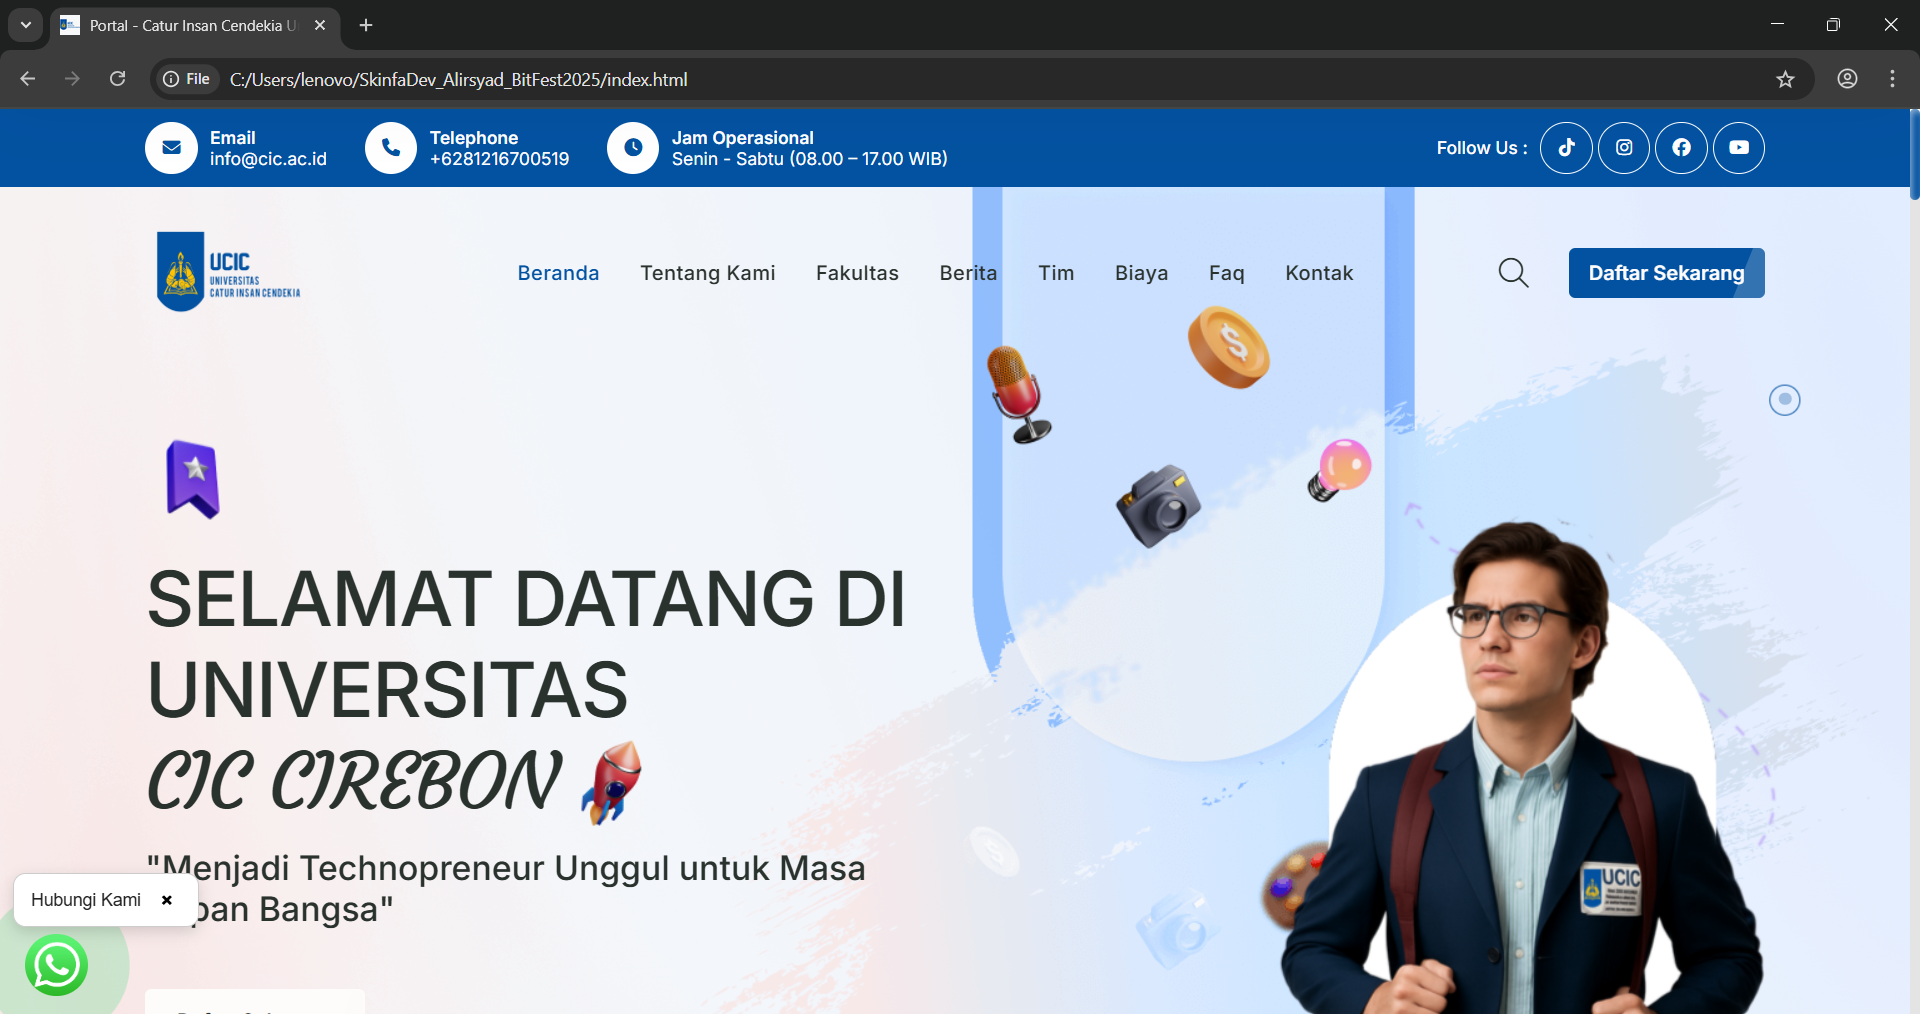 Portal - Catur Insan Cendekia U
File
C:/Users/lenovo/SkinfaDev_Alirsyad_BitFest2025/index.html
Email
info@cic.ac.id
Telephone
+6281216700519
Jam Operasional
Senin - Sabtu (08.00 – 17.00 WIB)
Follow Us :
UCIC
UNIVERSITAS
CATUR INSAN CENDEKIA
Beranda
Tentang Kami
Fakultas
Berita
Tim
Biaya
Faq
Kontak
Daftar Sekarang
SELAMAT DATANG DI
UNIVERSITAS
CIC CIREBON
"Menjadi Technopreneur Unggul untuk Masa
pan Bangsa"
Hubungi Kami
UCIC